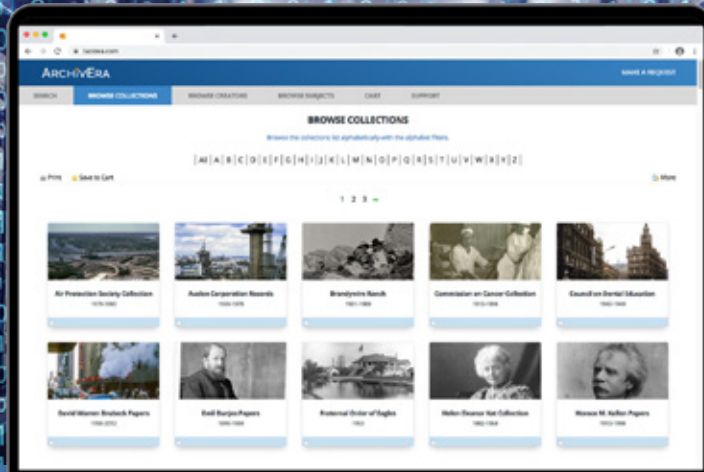 ARCHIVERA
MAKE A REQUEST
SEARCH BROWSE COLLECTIONS BROWSE CREATORS BROWSE SUBJECTS CART SUPPORT
BROWSE COLLECTIONS
Browse the collections list alphabetically with the alphabet filters.
| All | A | B | C | D | E | F | G | H | I | J | K | L | M | N | O | P | Q | R | S | T | U | V | W | X | Y | Z |
Print Save to Cart More
1 2 3
Air Protection Society Collection
Avalon Corporation Records
Brandywine Ranch
Commission on Cancer Collection
Council on Dental Education
David Warren Brubeck Papers
Emil Bunjes Papers
Fraternal Order of Eagles
Helen Eleanor Hat Collection
Horace M. Kallen Papers